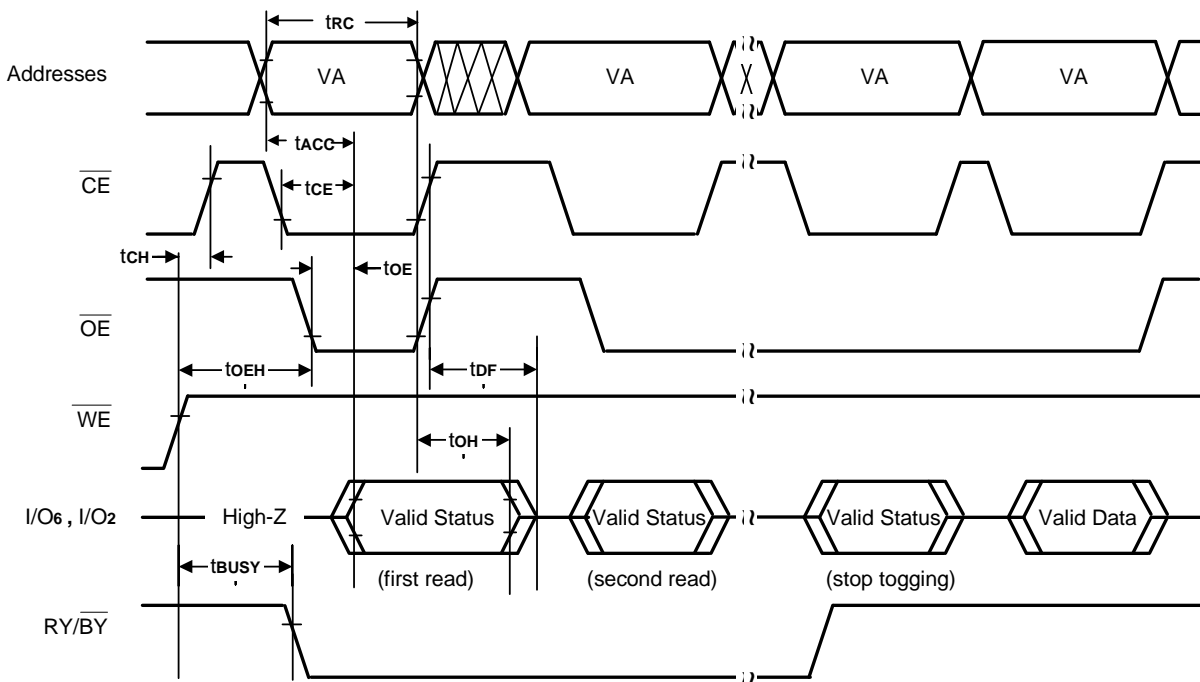 tRC
Addresses VA VA VA VA
tACC
CE
tCE
tCH
tOE
OE
tOEH
tDF
WE
tOH
I/O6 , I/O2 High-Z Valid Status Valid Status Valid Status Valid Data
tBUSY
(first read) (second read) (stop togging)
RY/BY